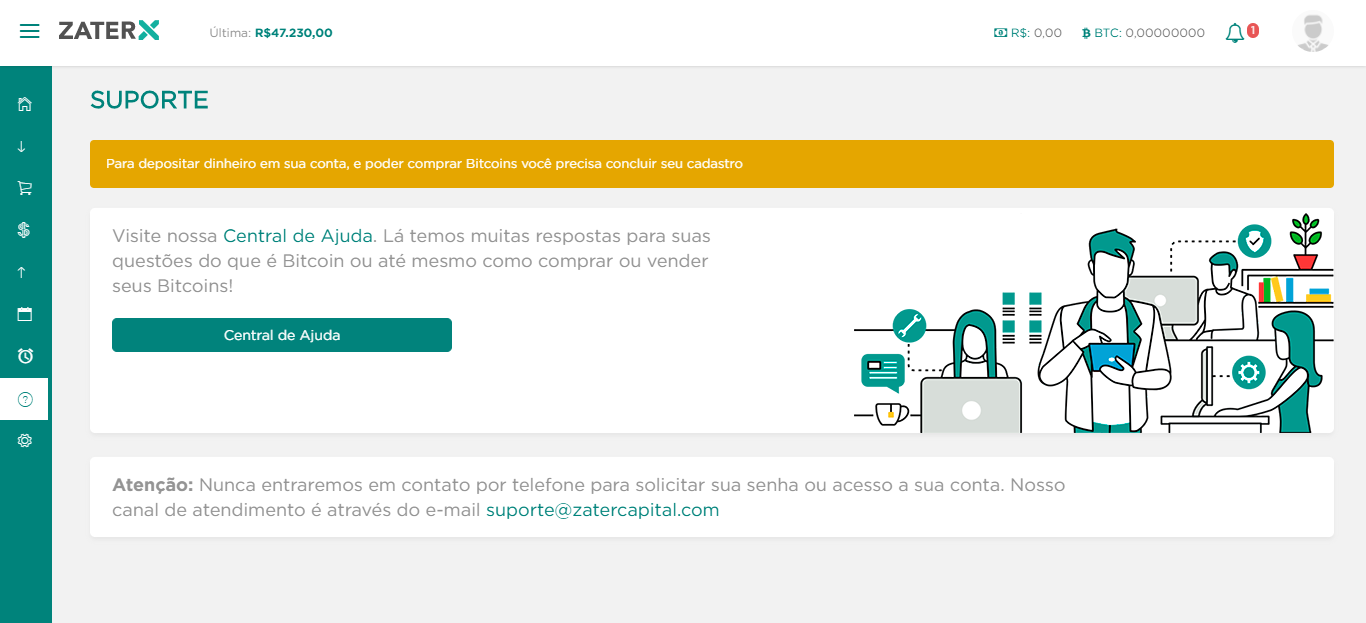 ZATERX
Última: R$47.230,00
R$: 0,00
BTC: 0,00000000
1
SUPORTE
Para depositar dinheiro em sua conta, e poder comprar Bitcoins você precisa concluir seu cadastro
Visite nossa Central de Ajuda. Lá temos muitas respostas para suas
questões do que é Bitcoin ou até mesmo como comprar ou vender
seus Bitcoins!
Central de Ajuda
Atenção: Nunca entraremos em contato por telefone para solicitar sua senha ou acesso a sua conta. Nosso
canal de atendimento é através do e-mail suporte@zatercapital.com